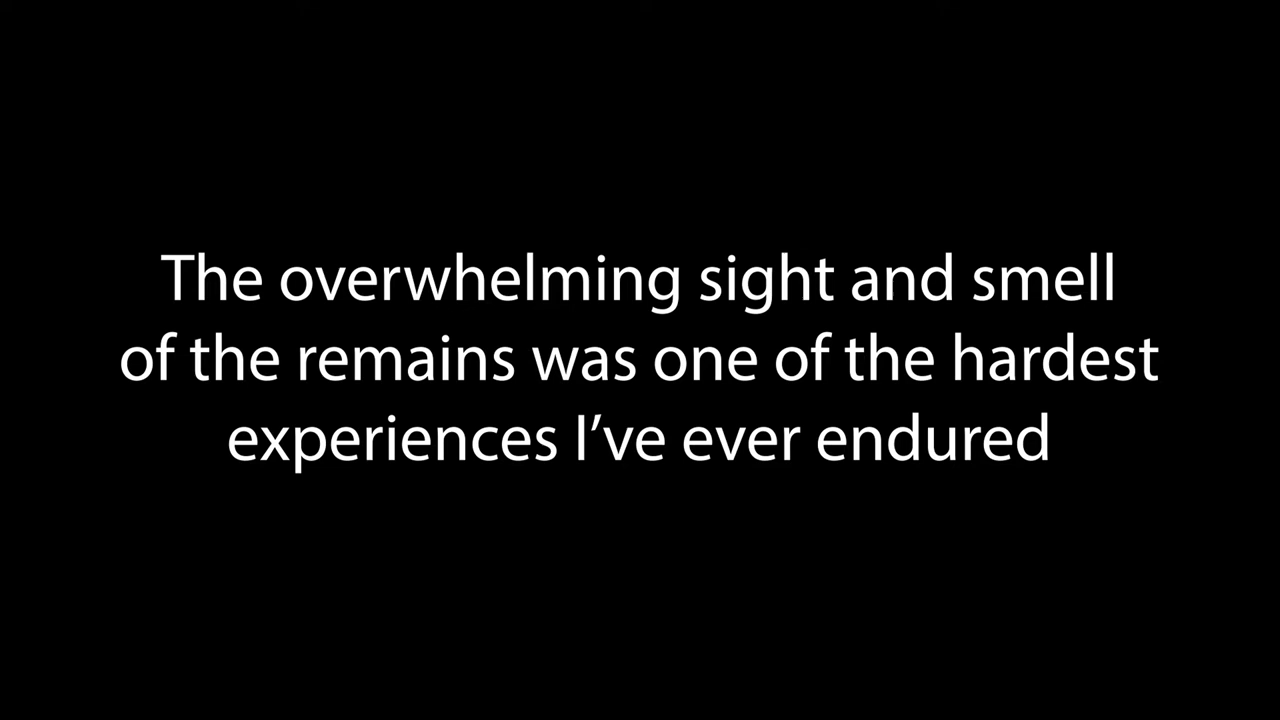 The overwhelming sight and smell
of the remains was one of the hardest
experiences I’ve ever endured